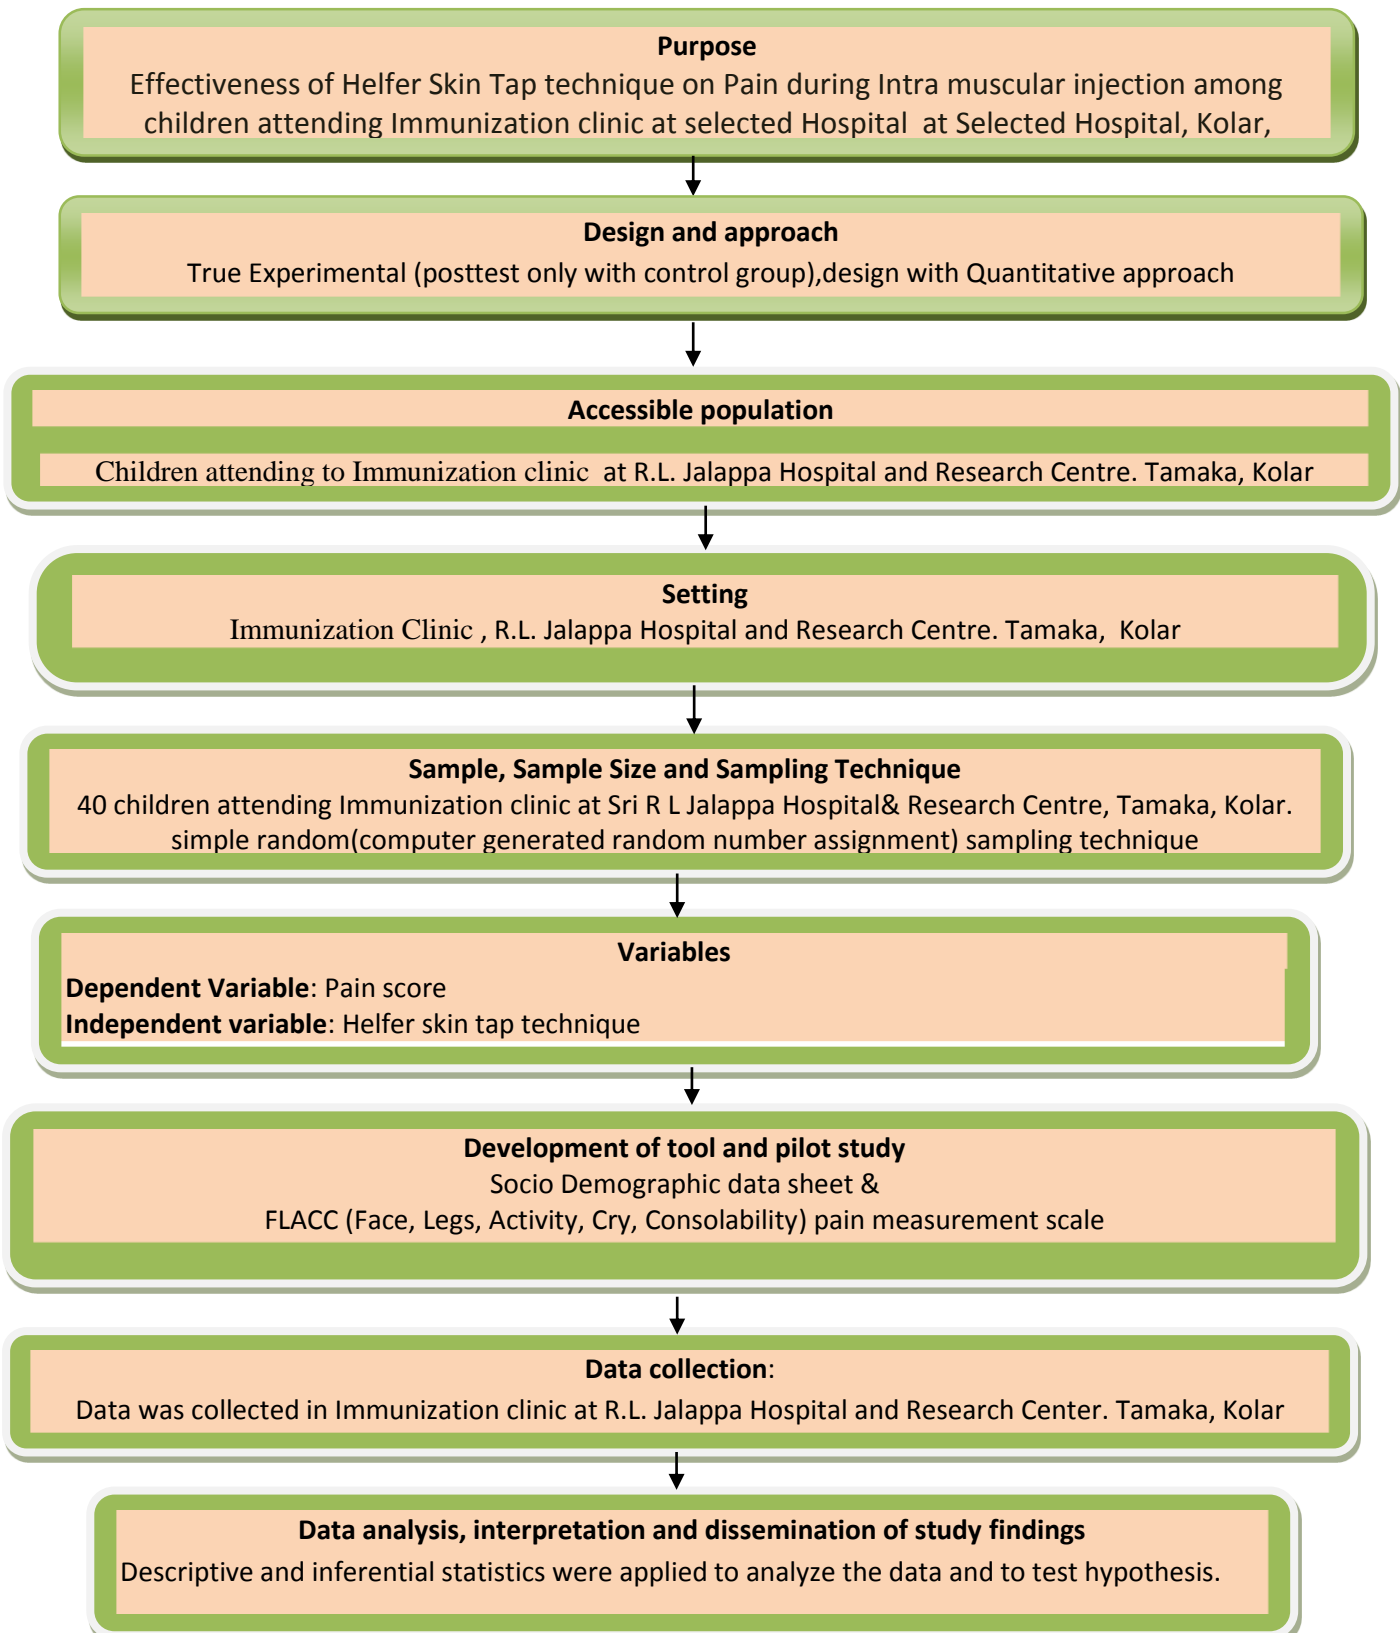 Purpose
Effectiveness of Helfer Skin Tap technique on Pain during Intra muscular injection among
children attending Immunization clinic at selected Hospital at Selected Hospital, Kolar,
Design and approach
True Experimental (posttest only with control group),design with Quantitative approach
Accessible population
Children attending to Immunization clinic at R.L. Jalappa Hospital and Research Centre. Tamaka, Kolar
Setting
Immunization Clinic , R.L. Jalappa Hospital and Research Centre. Tamaka, Kolar
Sample, Sample Size and Sampling Technique
40 children attending Immunization clinic at Sri R L Jalappa Hospital& Research Centre, Tamaka, Kolar.
simple random(computer generated random number assignment) sampling technique
Variables
Dependent Variable: Pain score
Independent variable: Helfer skin tap technique
Development of tool and pilot study
Socio Demographic data sheet &
FLACC (Face, Legs, Activity, Cry, Consolability) pain measurement scale
Data collection:
Data was collected in Immunization clinic at R.L. Jalappa Hospital and Research Center. Tamaka, Kolar
Data analysis, interpretation and dissemination of study findings
Descriptive and inferential statistics were applied to analyze the data and to test hypothesis.